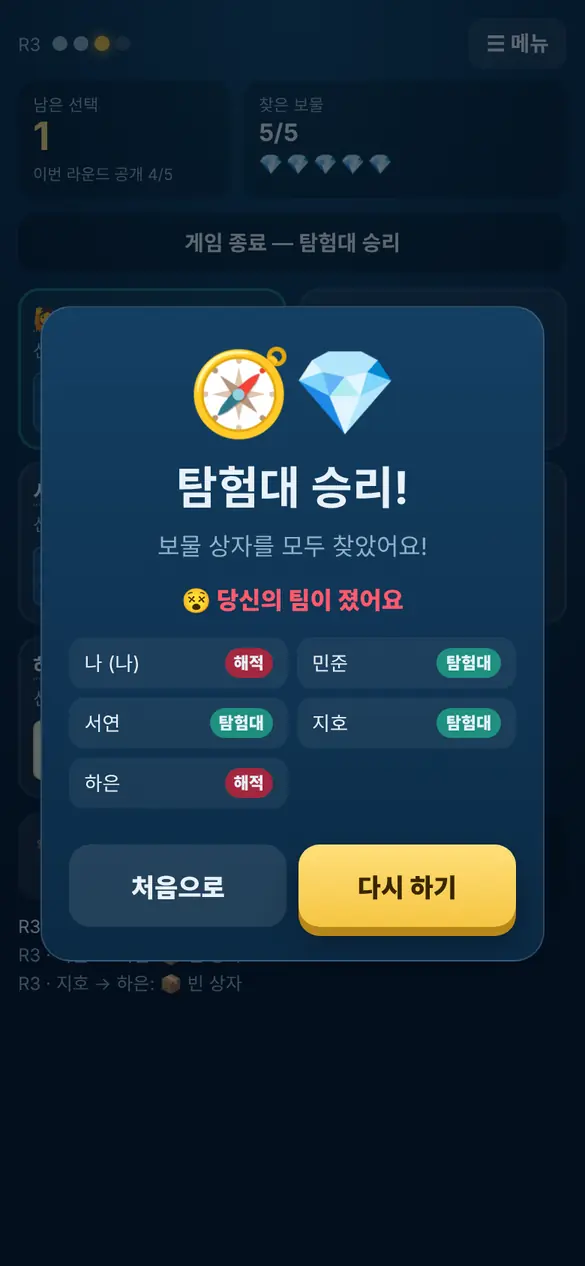 R3
☰ 메뉴
남은 선택
1
이번 라운드 공개 4/5
찾은 보물
5/5
게임 종료 — 탐험대 승리
탐험대 승리!
보물 상자를 모두 찾았어요!
당신의 팀이 졌어요
나 (나) 해적
민준 탐험대
서연 탐험대
지호 탐험대
하은 해적
처음으로
다시 하기
R3
R3 ·
R3 · 지호 → 하은: 📦 빈 상자